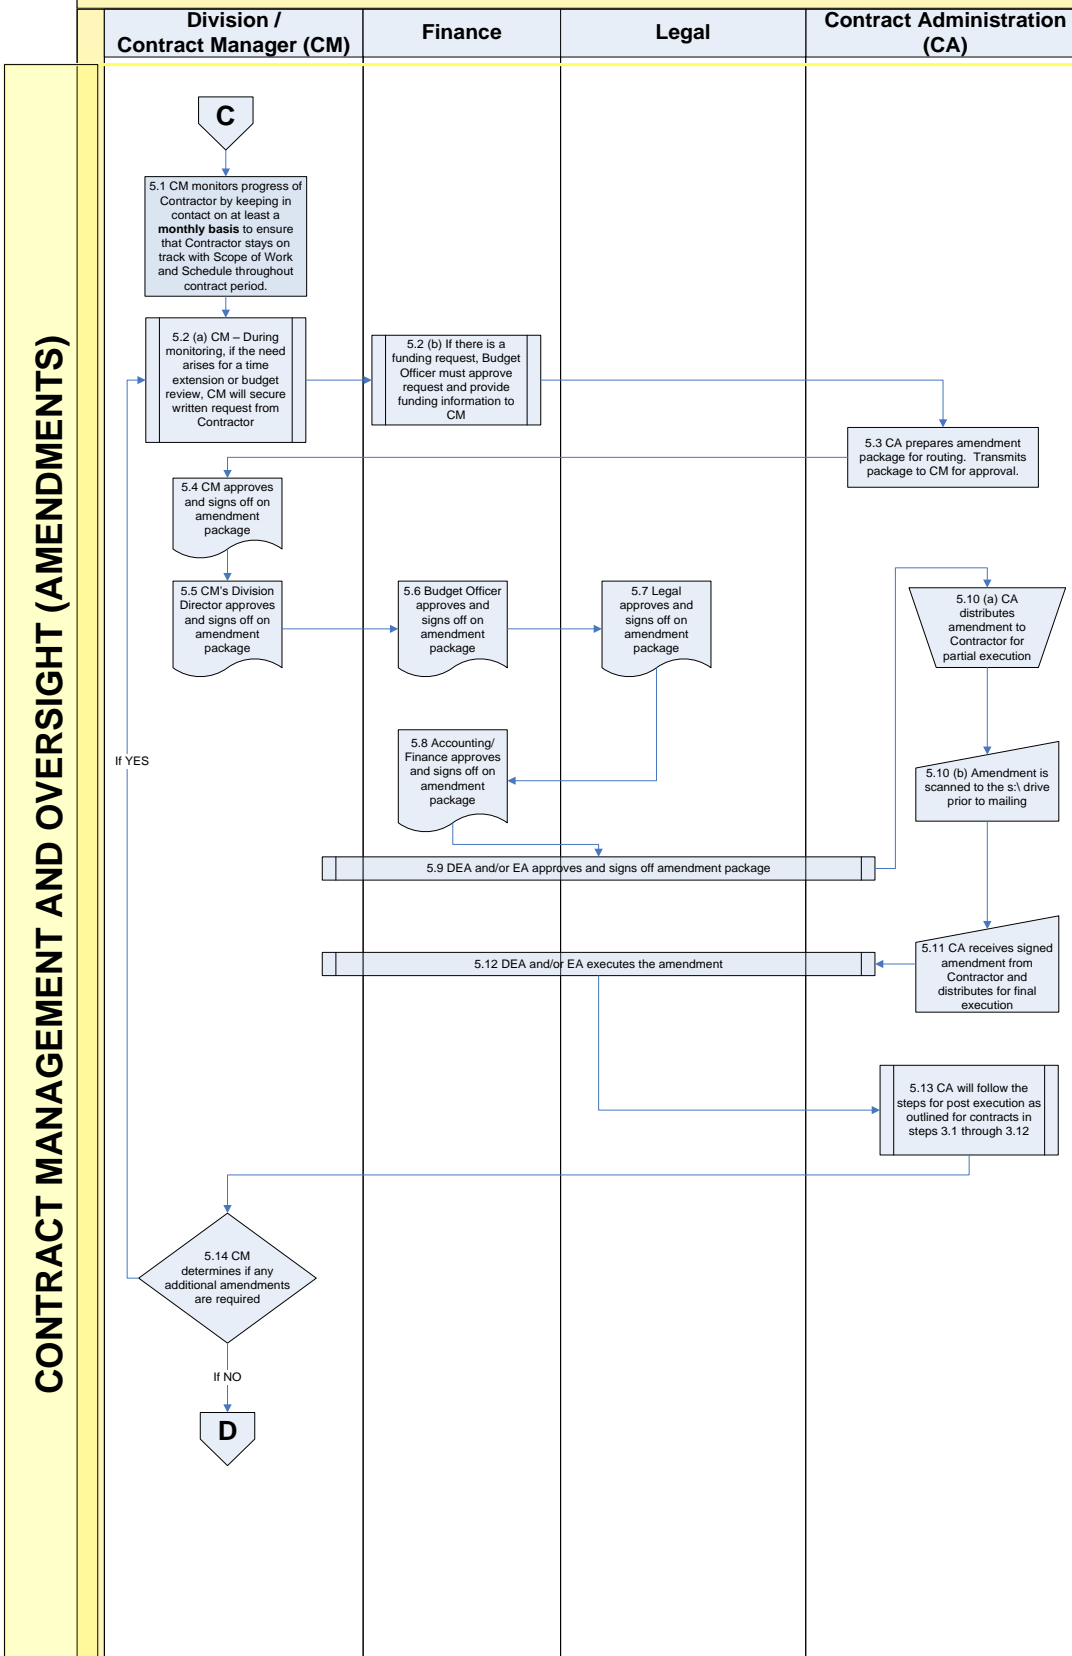 Division /
Contract Manager (CM)
Finance
Legal
Contract Administration
(CA)
CONTRACT MANAGEMENT AND OVERSIGHT (AMENDMENTS)
C
5.1 CM monitors progress of
Contractor by keeping in
contact on at least a
monthly basis to ensure
that Contractor stays on
track with Scope of Work
and Schedule throughout
contract period.
5.2 (a) CM – During
monitoring, if the need
arises for a time
extension or budget
review, CM will secure
written request from
Contractor
5.2 (b) If there is a
funding request, Budget
Officer must approve
request and provide
funding information to
CM
5.3 CA prepares amendment
package for routing.  Transmits
package to CM for approval.
5.4 CM approves
and signs off on
amendment
package
5.5 CM's Division
Director approves
and signs off on
amendment
package
5.6 Budget Officer
approves and
signs off on
amendment
package
5.7 Legal
approves and
signs off on
amendment
package
5.8 Accounting/
Finance approves
and signs off on
amendment
package
5.9 DEA and/or EA approves and signs off amendment package
5.10 (a) CA
distributes
amendment to
Contractor for
partial execution
5.10 (b) Amendment is
scanned to the s:\ drive
prior to mailing
5.11 CA receives signed
amendment from
Contractor and
distributes for final
execution
5.12 DEA and/or EA executes the amendment
5.13 CA will follow the
steps for post execution as
outlined for contracts in
steps 3.1 through 3.12
5.14 CM
determines if any
additional amendments
are required
If YES
If NO
D